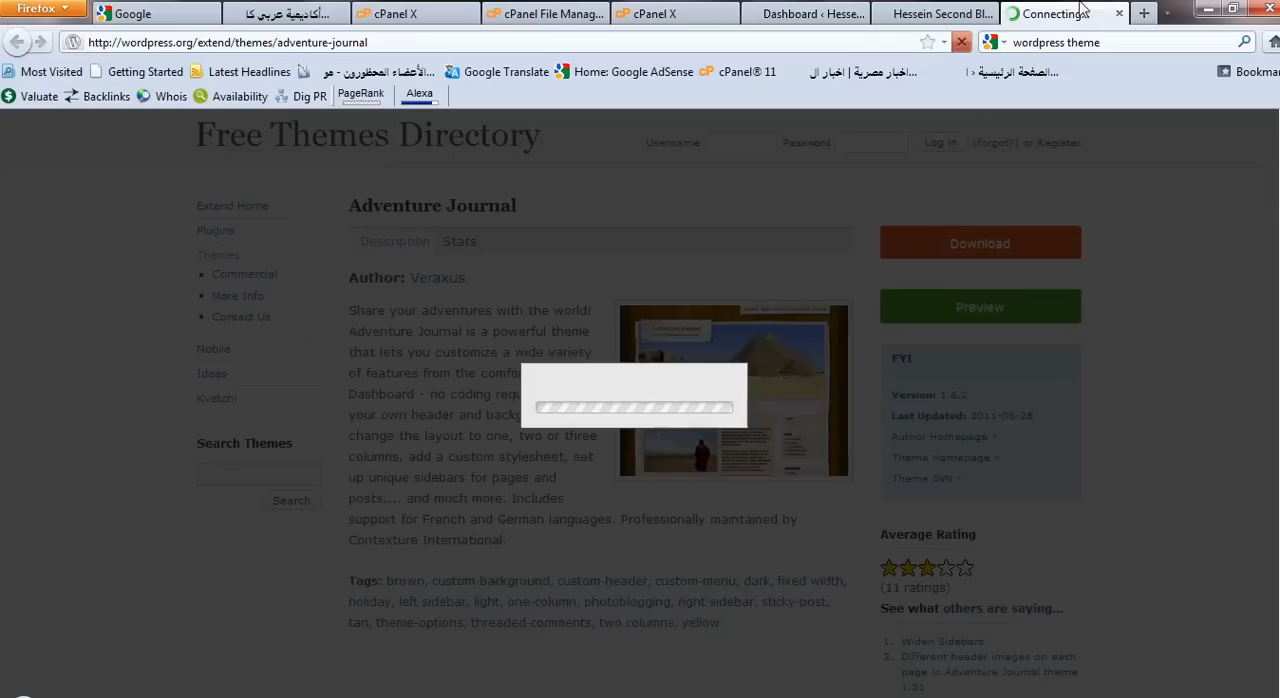 Firefox
Google
أكاديمية عربي كا...
cP cPanel X
cP cPanel File Manag...
cP cPanel X
Dashboard ‹ Hesse...
Hessein Second Bl...
Connecting...
http://wordpress.org/extend/themes/adventure-journal
wordpress theme
Most Visited
Getting Started
Latest Headlines
الأعضاء المحظورون - مو...
Google Translate
Home: Google AdSense
cP cPanel® 11
اخبار مصرية | اخبار ال...
الصفحة الرئيسية ‹ ا...
Bookma
Valuate
Backlinks
Whois
Availability
Dig PR
PageRank
Alexa
Free Themes Directory
Username
Password
Log in
(forgot?) or Register
Extend Home
Plugins
Themes
Commercial
More Info
Contact Us
Mobile
Ideas
Kvetch!
Search Themes
Search
Adventure Journal
Description
Stats
Author: Veraxus
Share your adventures with the world!
Adventure Journal is a powerful theme
that lets you customize a wide variety
of features from the comfo
Dashboard - no coding requ
your own header and backg
change the layout to one, two or three
columns, add a custom stylesheet, set
up unique sidebars for pages and
posts.... and much more. Includes
support for French and German languages. Professionally maintained by
Contexture International.
Tags: brown, custom-background, custom-header, custom-menu, dark, fixed width,
holiday, left sidebar, light, one-column, photoblogging, right sidebar, sticky-post,
tan, theme-options, threaded-comments, two columns, yellow
Download
Preview
FYI
Version: 1.6.2
Last Updated: 2011-06-28
Author Homepage »
Theme Homepage »
Theme SVN »
Average Rating
(11 ratings)
See what others are saying...
1. Widen Sidebars
2. Different header images on each
page in Adventure Journal theme
1.51